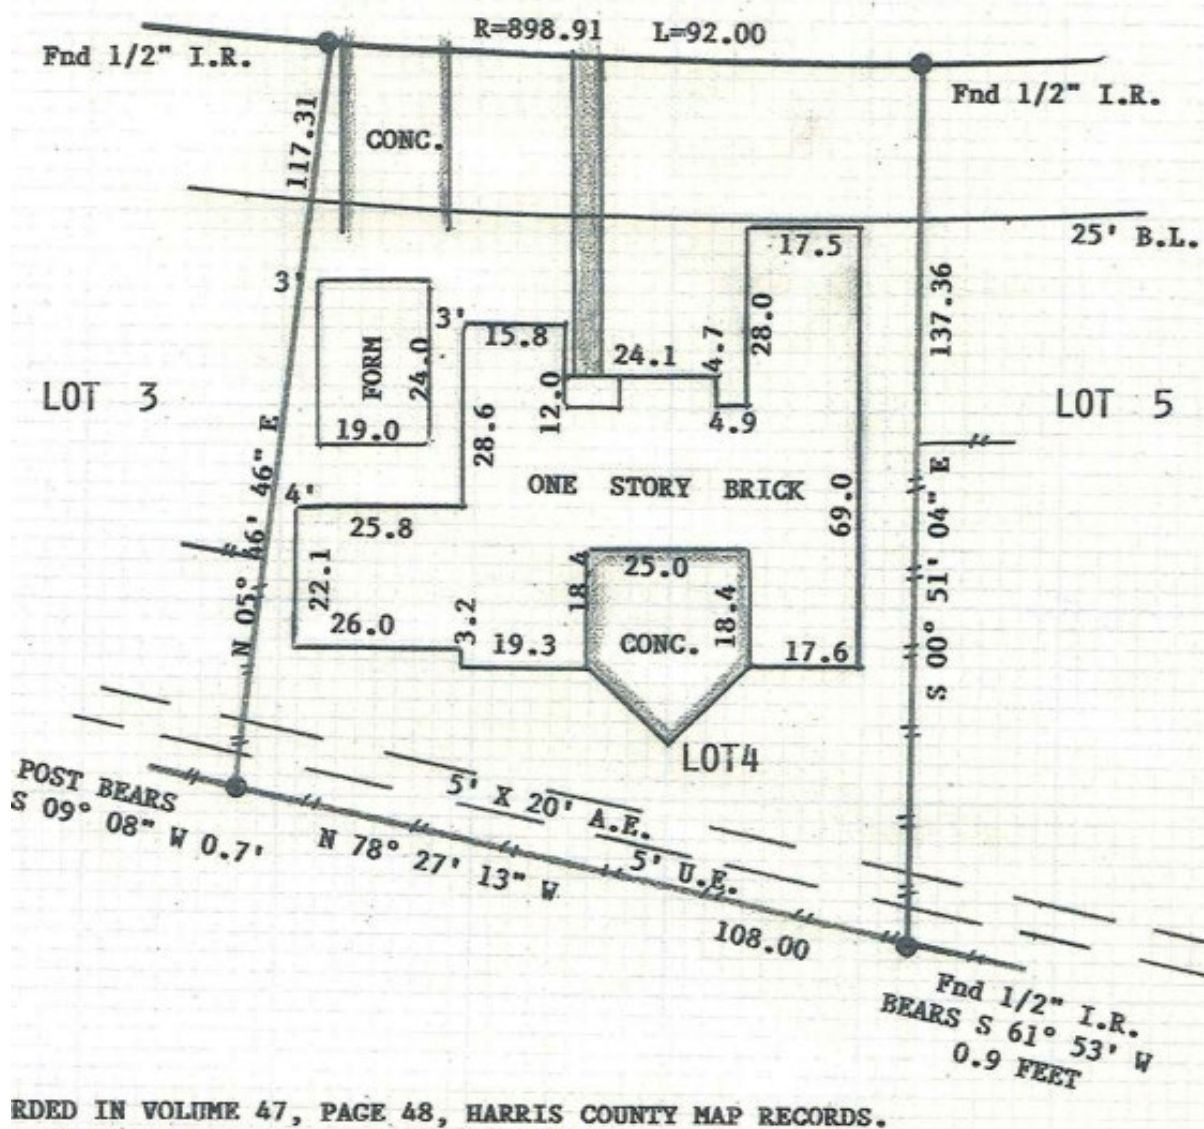 R=898.91 L=92.00
Fnd 1/2" I.R.
Fnd 1/2" I.R.
117.31
CONC.
25' B.L.
17.5
3'
3'
15.8
24.1
4.7
28.0
137.36
FORM
24.0
LOT 3
12.0
4.9
LOT 5
19.0
28.6
4'
ONE STORY BRICK
25.8
69.0
N 05° 46' 46" E
S 00° 51' 04" E
22.1
18.4
25.0
18.4
26.0
3.2
19.3
CONC.
17.6
LOT4
POST BEARS
S 09° 08" W 0.7'
5' X 20' A.E.
N 78° 27' 13" W
5' U.E.
108.00
Fnd 1/2" I.R.
BEARS S 61° 53' W
0.9 FEET
RDED IN VOLUME 47, PAGE 48, HARRIS COUNTY MAP RECORDS.